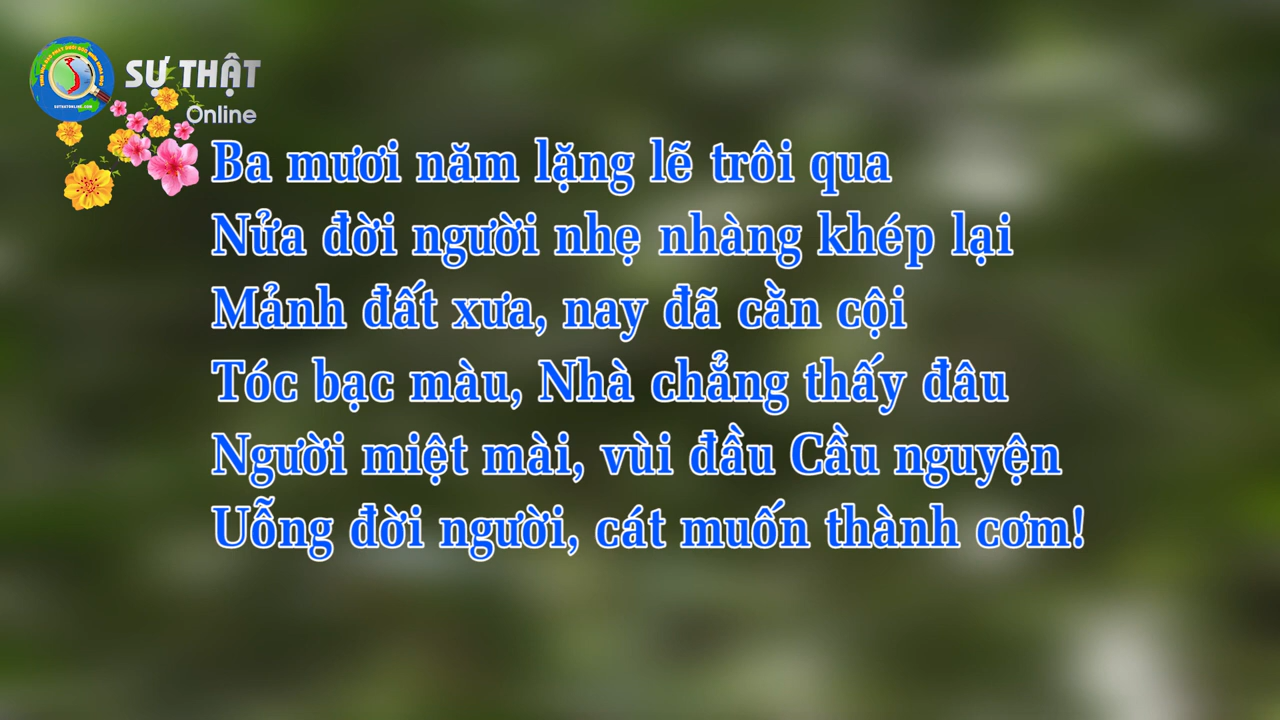 SỰ THẬT
Online
Ba mươi năm lặng lẽ trôi qua
Nửa đời người nhẹ nhàng khép lại
Mảnh đất xưa, nay đã cằn cội
Tóc bạc màu, Nhà chẳng thấy đâu
Người miệt mài, vùi đầu Cầu nguyện
Uỗng đời người, cát muốn thành cơm!